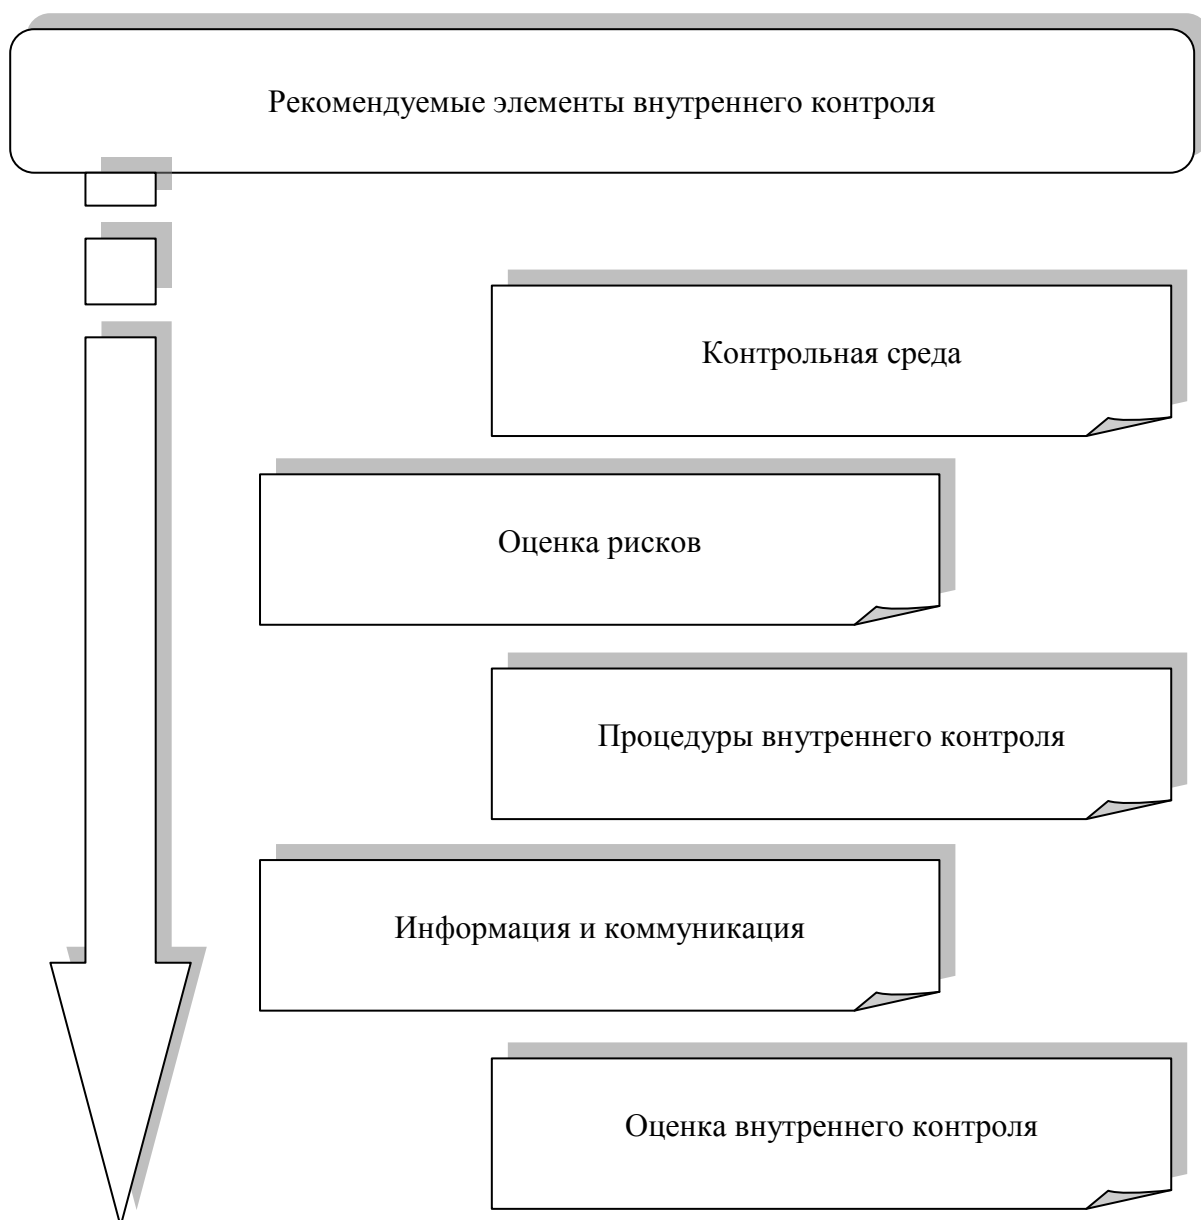 Рекомендуемые элементы внутреннего контроля
Контрольная среда
Оценка рисков
Процедуры внутреннего контроля
Информация и коммуникация
Оценка внутреннего контроля